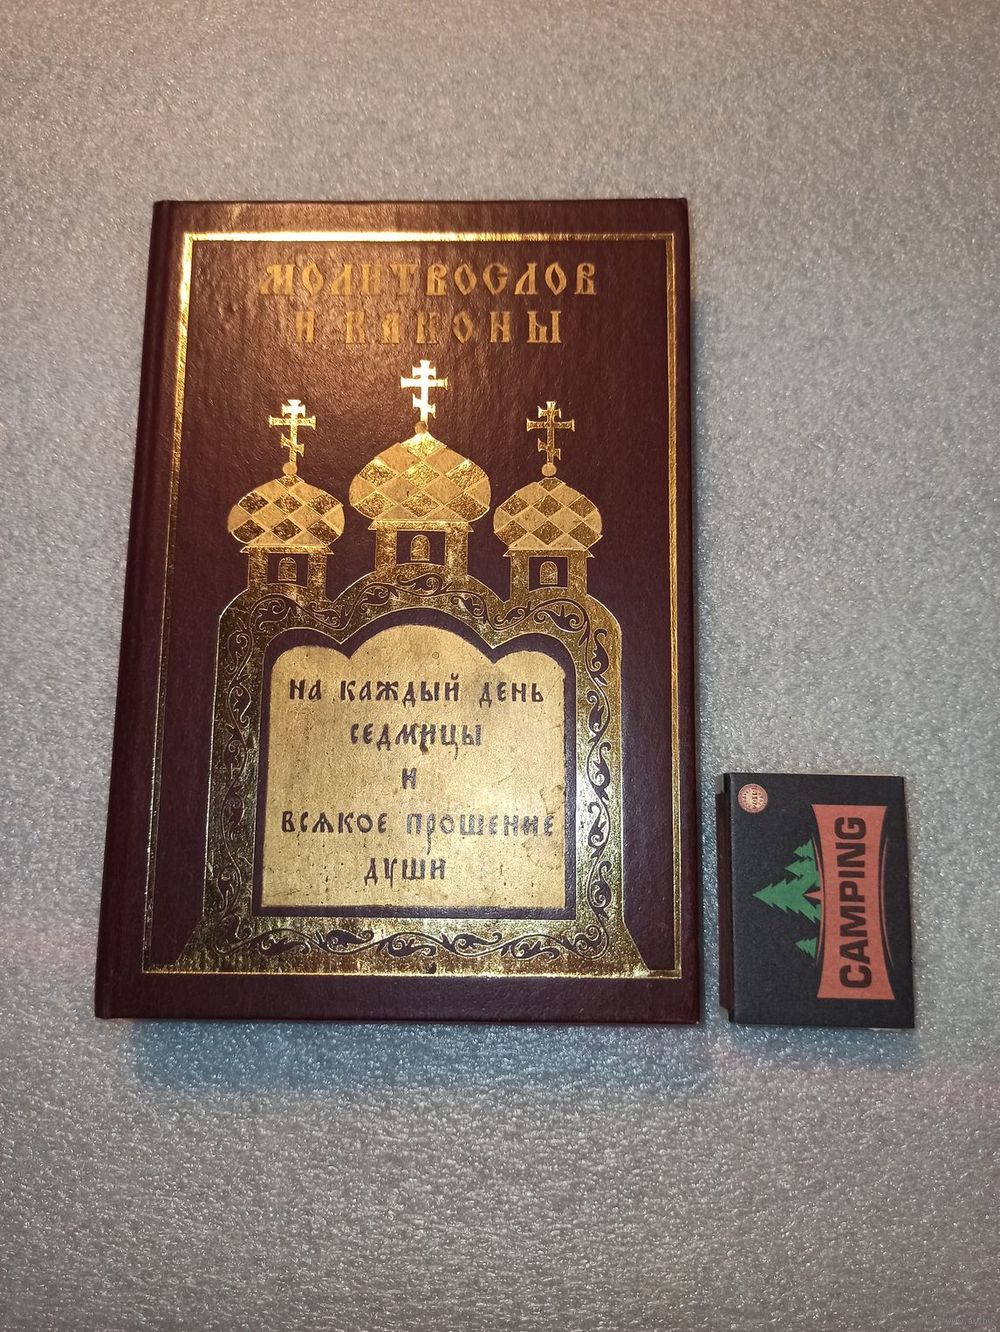 МОЛИТВОСЛОВ
И КАНОНЫ
НА КАЖДЫЙ ДЕНЬ
СЕДМИЦЫ
И
ВСЯКОЕ ПРОШЕНИЕ
ДУШИ
CAMPING